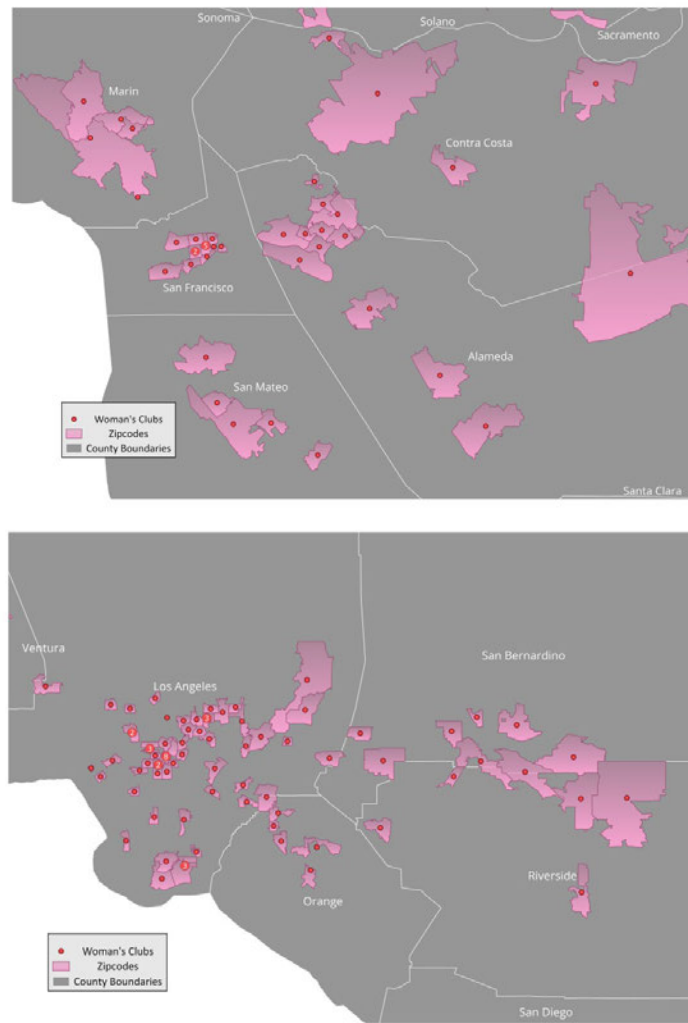 Sonoma
Solano
Sacramento
Marin
Contra Costa
San Francisco
Alameda
San Mateo
Woman's Clubs
Zipcodes
County Boundaries
Santa Clara
Ventura
San Bernardino
Los Angeles
Riverside
Orange
Woman's Clubs
Zipcodes
County Boundaries
San Diego